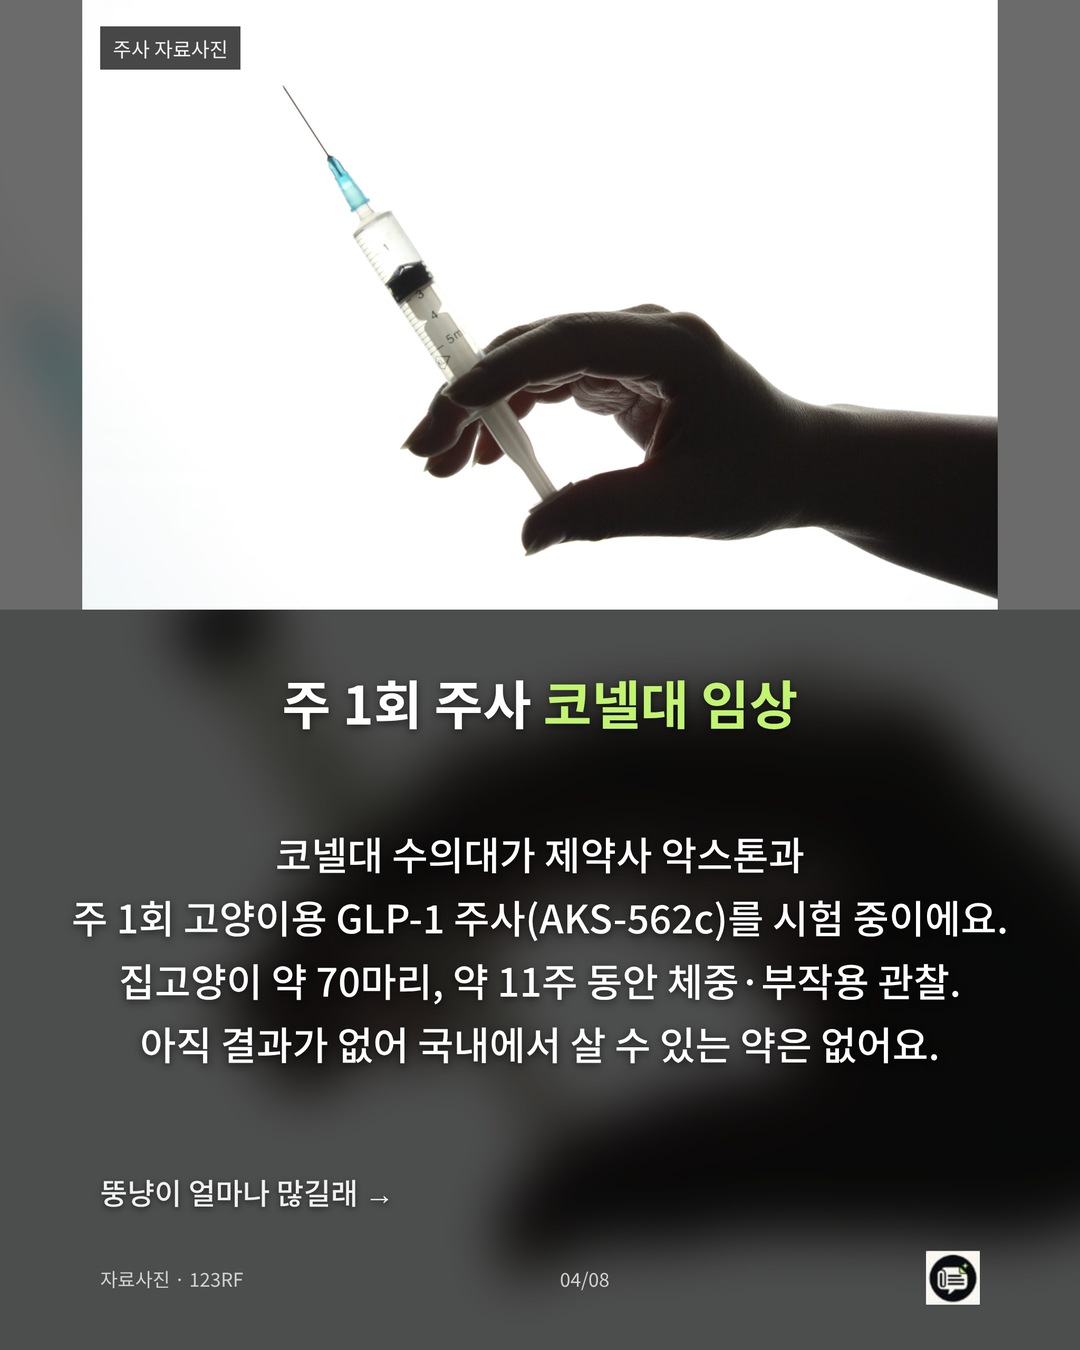 주사 자료사진
3
4
5m
주 1회 주사 코넬대 임상
코넬대 수의대가 제약사 악스톤과
주 1회 고양이용 GLP-1 주사(AKS-562c)를 시험 중이에요.
집고양이 약 70마리, 약 11주 동안 체중·부작용 관찰.
아직 결과가 없어 국내에서 살 수 있는 약은 없어요.
뚱냥이 얼마나 많길래 →
자료사진 · 123RF
04/08